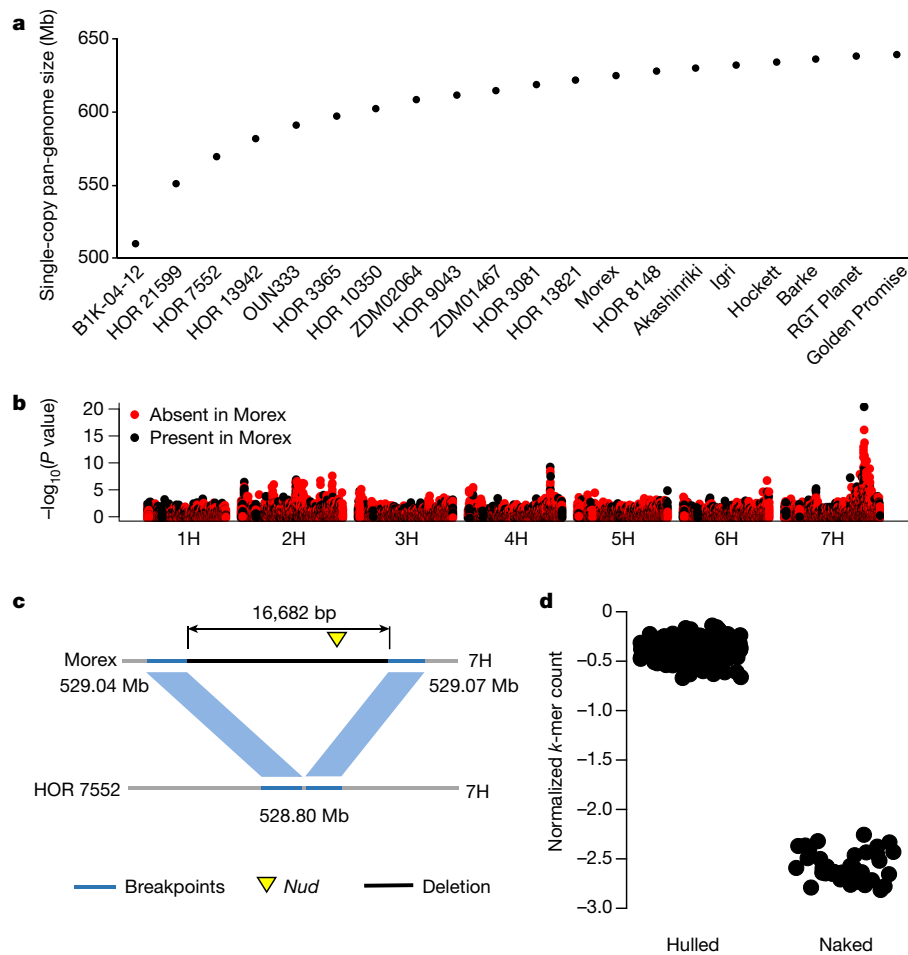 a
Single-copy pan-genome size (Mb)
650
600
550
500
B1K-04-12
HOR 21599
HOR 7552
HOR 13942
OUN333
HOR 3365
HOR 10350
ZDM02064
HOR 9043
ZDM01467
HOR 3081
HOR 13821
Morex
HOR 8148
Akashinriki
Igri
Hockett
Barke
RGT Planet
Golden Promise
b
−log10(P value)
20
15
10
5
0
Absent in Morex
Present in Morex
1H 2H 3H 4H 5H 6H 7H
c
16,682 bp
Morex 7H
529.04 Mb 529.07 Mb
HOR 7552 7H
528.80 Mb
Breakpoints Nud Deletion
d
Normalized k-mer count
0
−0.5
−1.0
−1.5
−2.0
−2.5
−3.0
Hulled Naked